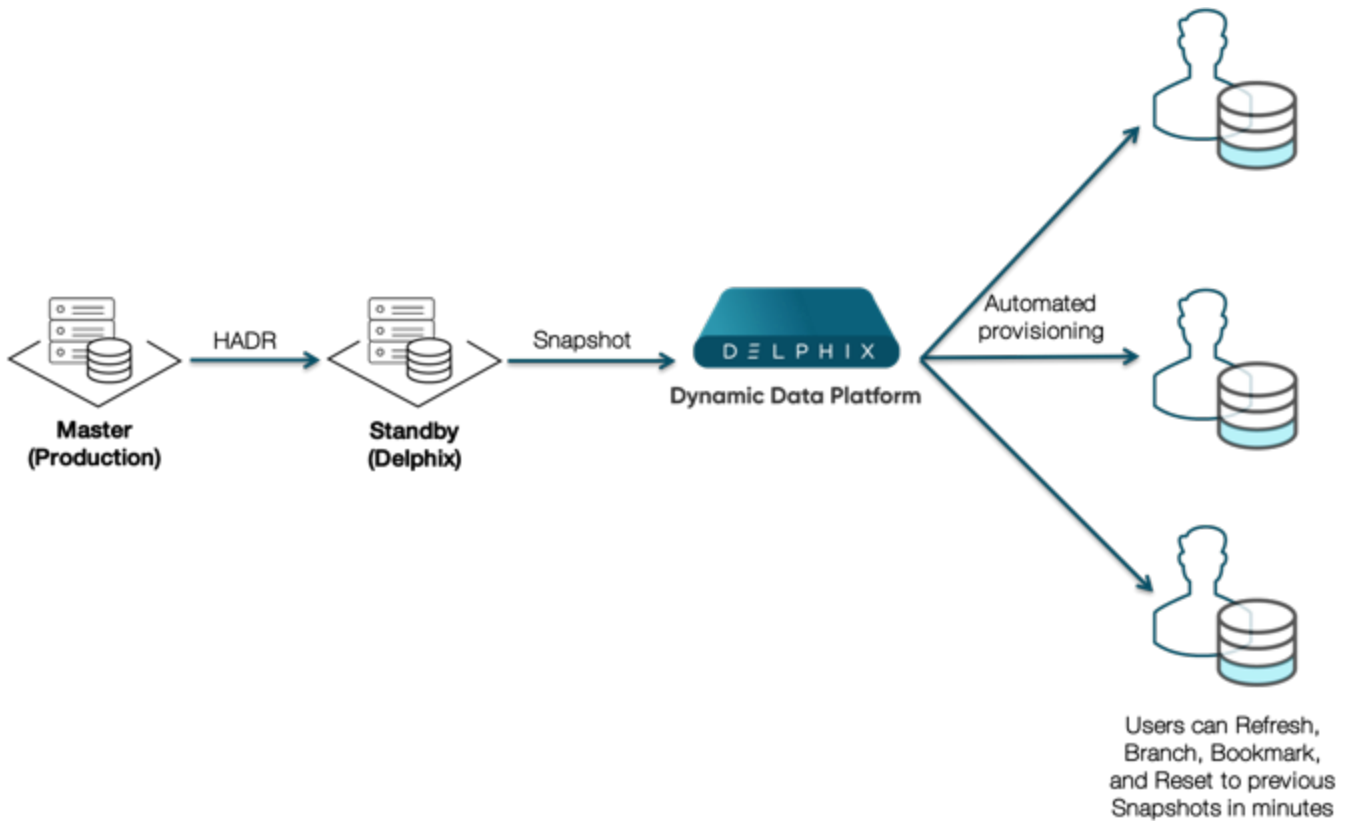 HADR
Snapshot
Automated
provisioning
DELPHIX
Dynamic Data Platform
Master
(Production)
Standby
(Delphix)
Users can Refresh,
Branch, Bookmark,
and Reset to previous
Snapshots in minutes